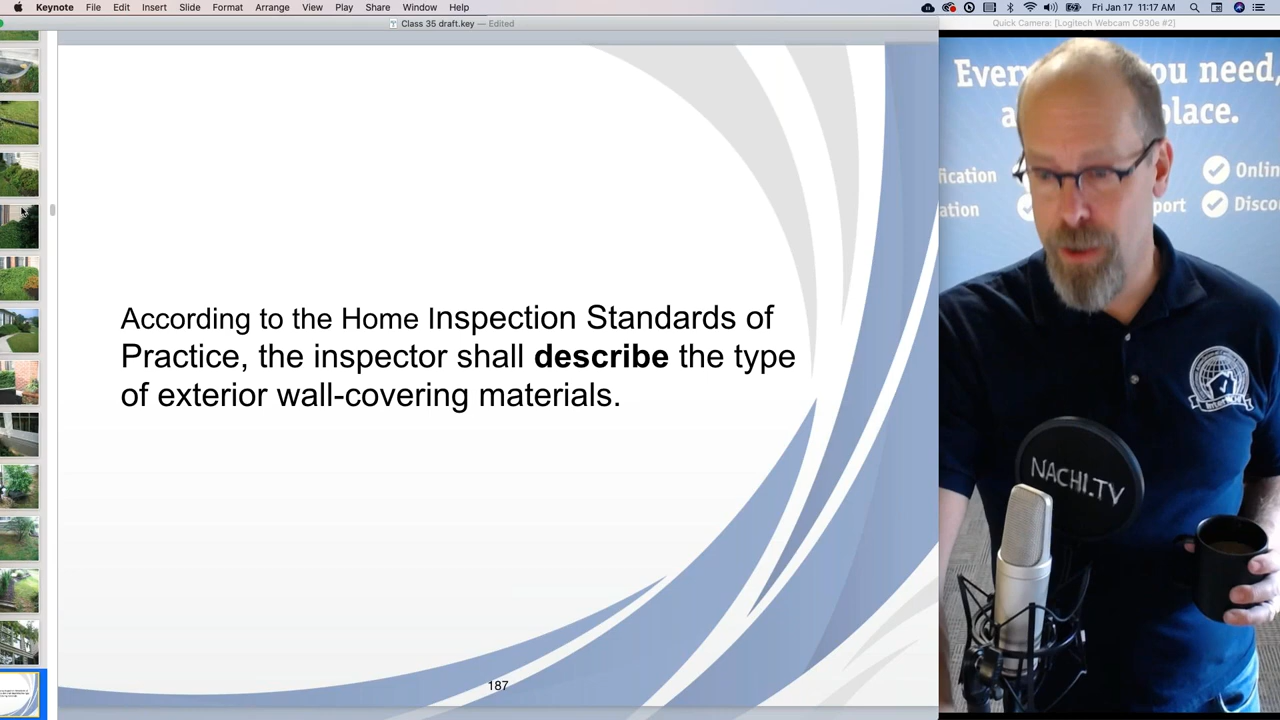 Keynote File Edit Insert Slide Format Arrange View Play Share Window Help Fri Jan 17 11:17 AM
Class 35 draft.key — Edited
Quick Camera: [Logitech Webcam C930e #2]
According to the Home Inspection Standards of
Practice, the inspector shall describe the type
of exterior wall-covering materials.
187
you need,
place.
Onlin
fication
port
Disco
ation
NACHI.TV